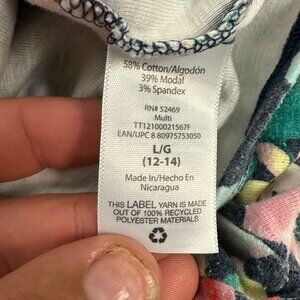 58% Cotton/Algodón
39% Modal
3% Spandex
RN# 52469
Multi
TT12100021567F
EAN/UPC 8 80975753050
L/G
(12-14)
Made in/Hecho En
Nicaragua
THIS LABEL YARN IS MADE
OUT OF 100% RECYCLED
POLYESTER MATERIALS